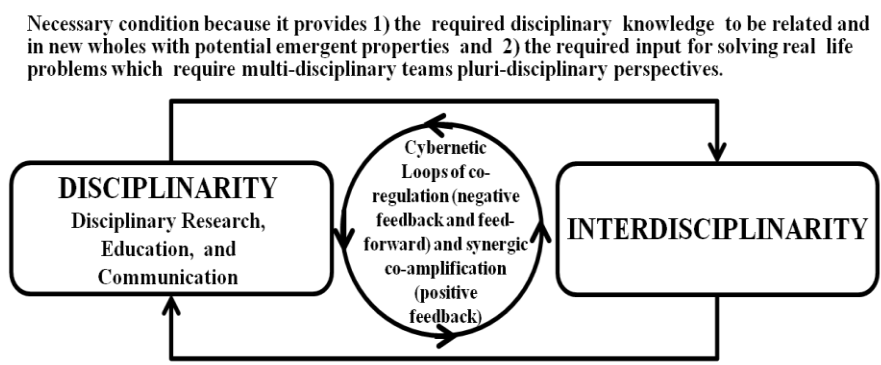 Necessary condition because it provides 1) the required disciplinary knowledge to be related and
in new wholes with potential emergent properties and 2) the required input for solving real life
problems which require multi-disciplinary teams pluri-disciplinary perspectives.
DISCIPLINARITY
Disciplinary Research,
Education, and
Communication
Cybernetic
Loops of co-
regulation (negative
feedback and feed-
forward) and synergic
co-amplification
(positive
feedback)
INTERDISCIPLINARITY